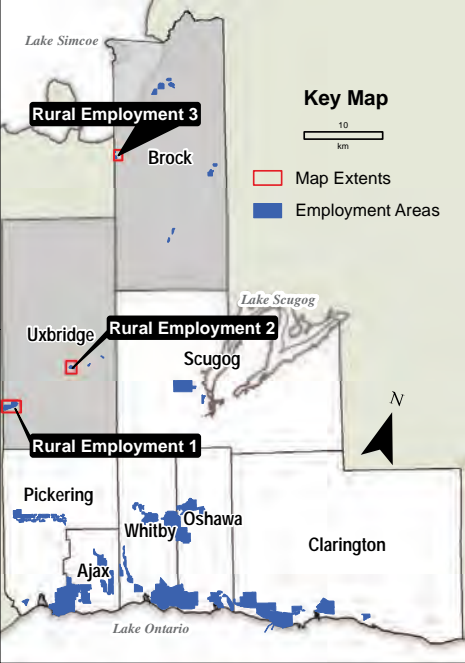 Lake Simcoe
Key Map
10
km
Rural Employment 3
Brock
Map Extents
Employment Areas
Lake Scugog
Uxbridge
Rural Employment 2
Scugog
N
Rural Employment 1
Pickering
Whitby
Oshawa
Clarington
Ajax
Lake Ontario